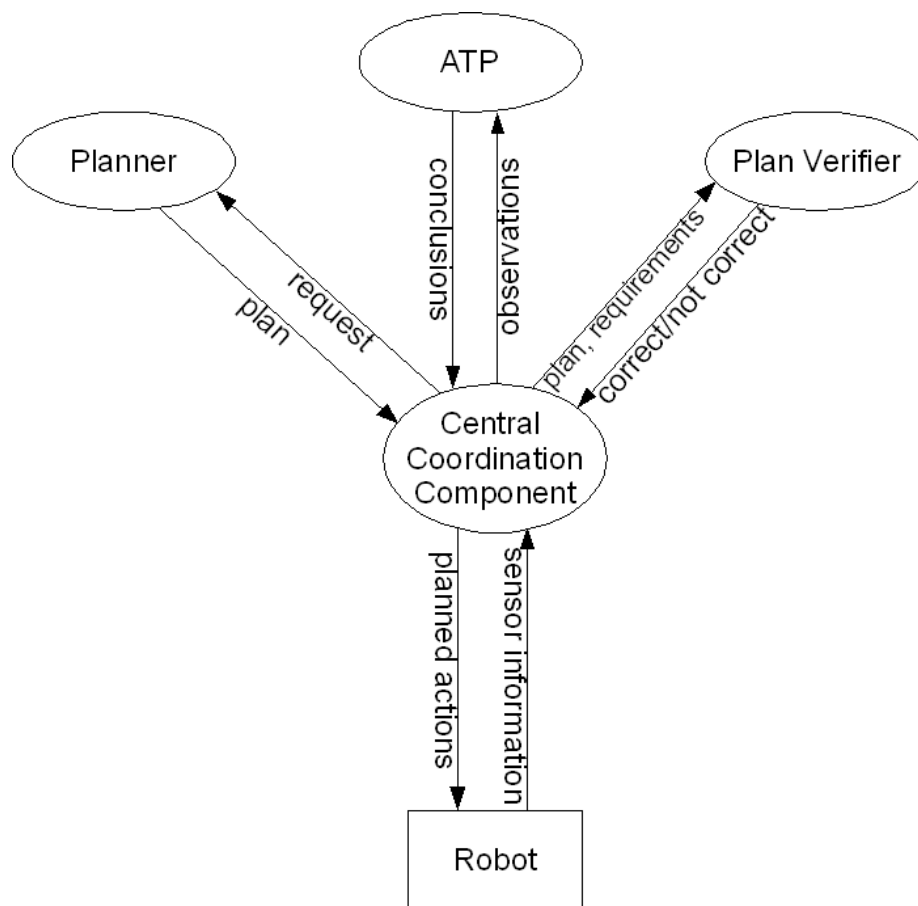 ATP
Planner
Plan Verifier
conclusions
observations
request
plan
plan, requirements
correct/not correct
Central
Coordination
Component
planned actions
sensor information
Robot